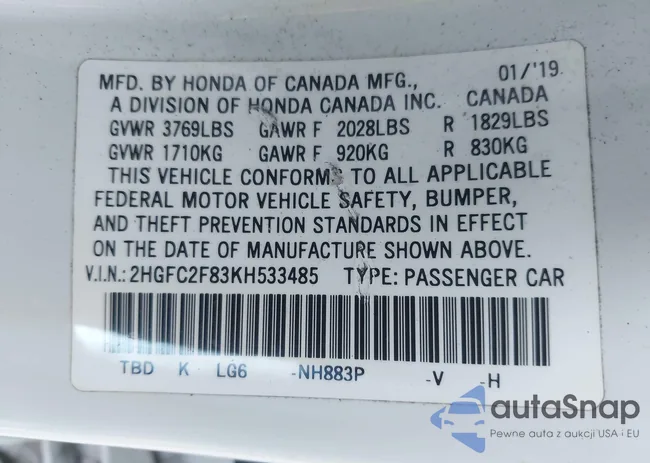 MFD. BY HONDA OF CANADA MFG., 01/'19.
A DIVISION OF HONDA CANADA INC. CANADA
GVWR 3769LBS GAWR F 2028LBS R 1829LBS
GVWR 1710KG GAWR F 920KG R 830KG
THIS VEHICLE CONFORMS TO ALL APPLICABLE
FEDERAL MOTOR VEHICLE SAFETY, BUMPER,
AND THEFT PREVENTION STANDARDS IN EFFECT
ON THE DATE OF MANUFACTURE SHOWN ABOVE.
V.I.N.: 2HGFC2F83KH533485 TYPE: PASSENGER CAR
TBD K LG6 -NH883P -V -H
autaSnap
Pewne auta z aukcji USA i EU